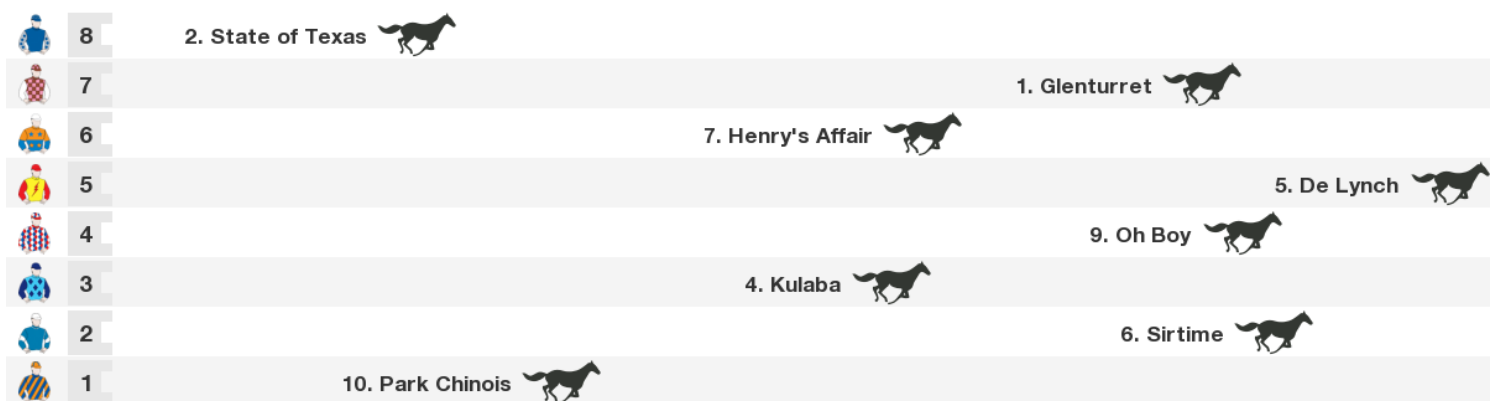 8 2. State of Texas
7 1. Glenturret
6 7. Henry's Affair
5 5. De Lynch
4 9. Oh Boy
3 4. Kulaba
2 6. Sirtime
1 10. Park Chinois